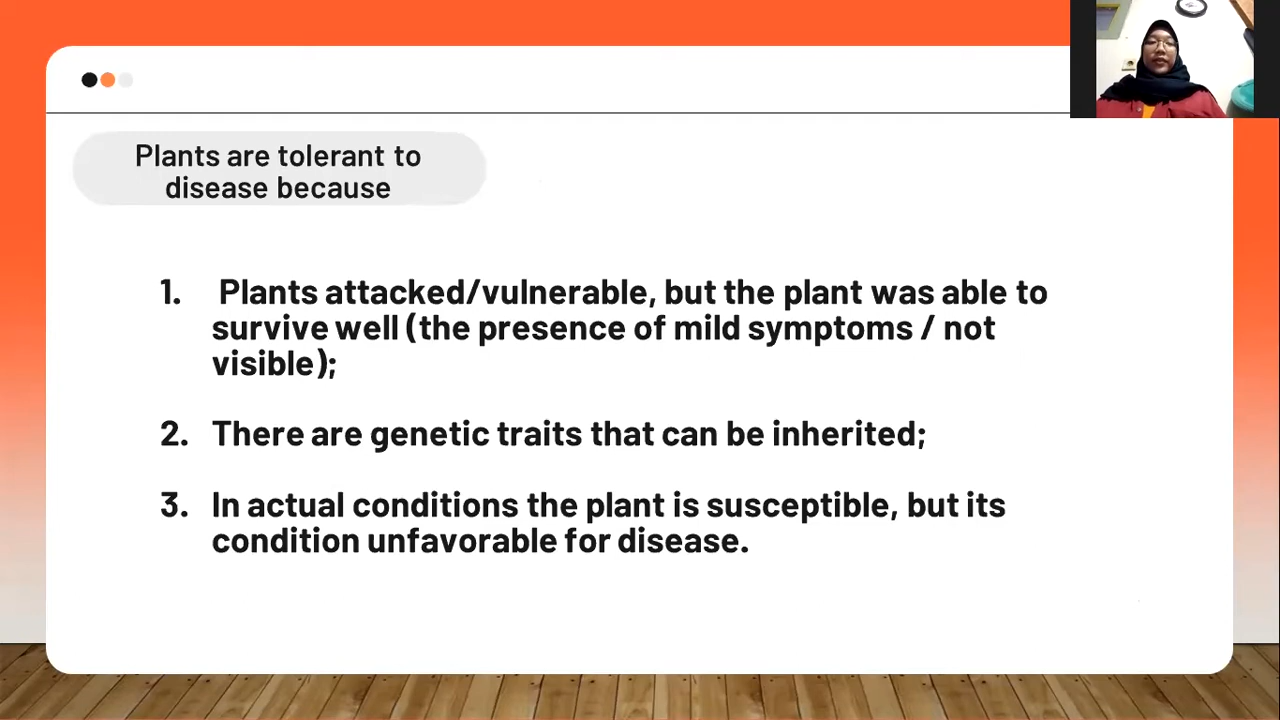 Plants are tolerant to
disease because
1. Plants attacked/vulnerable, but the plant was able to
survive well (the presence of mild symptoms / not
visible);
2. There are genetic traits that can be inherited;
3. In actual conditions the plant is susceptible, but its
condition unfavorable for disease.